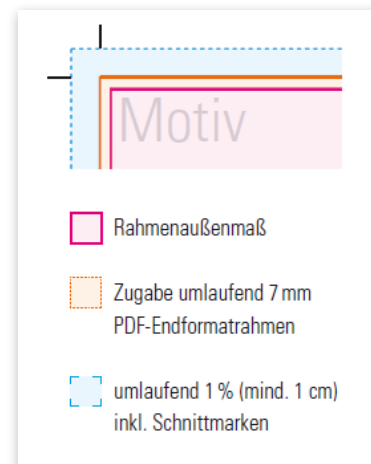 Motiv
Rahmenaußenmaß
Zugabe umlaufend 7 mm
PDF-Endformatrahmen
umlaufend 1 % (mind. 1 cm)
inkl. Schnittmarken